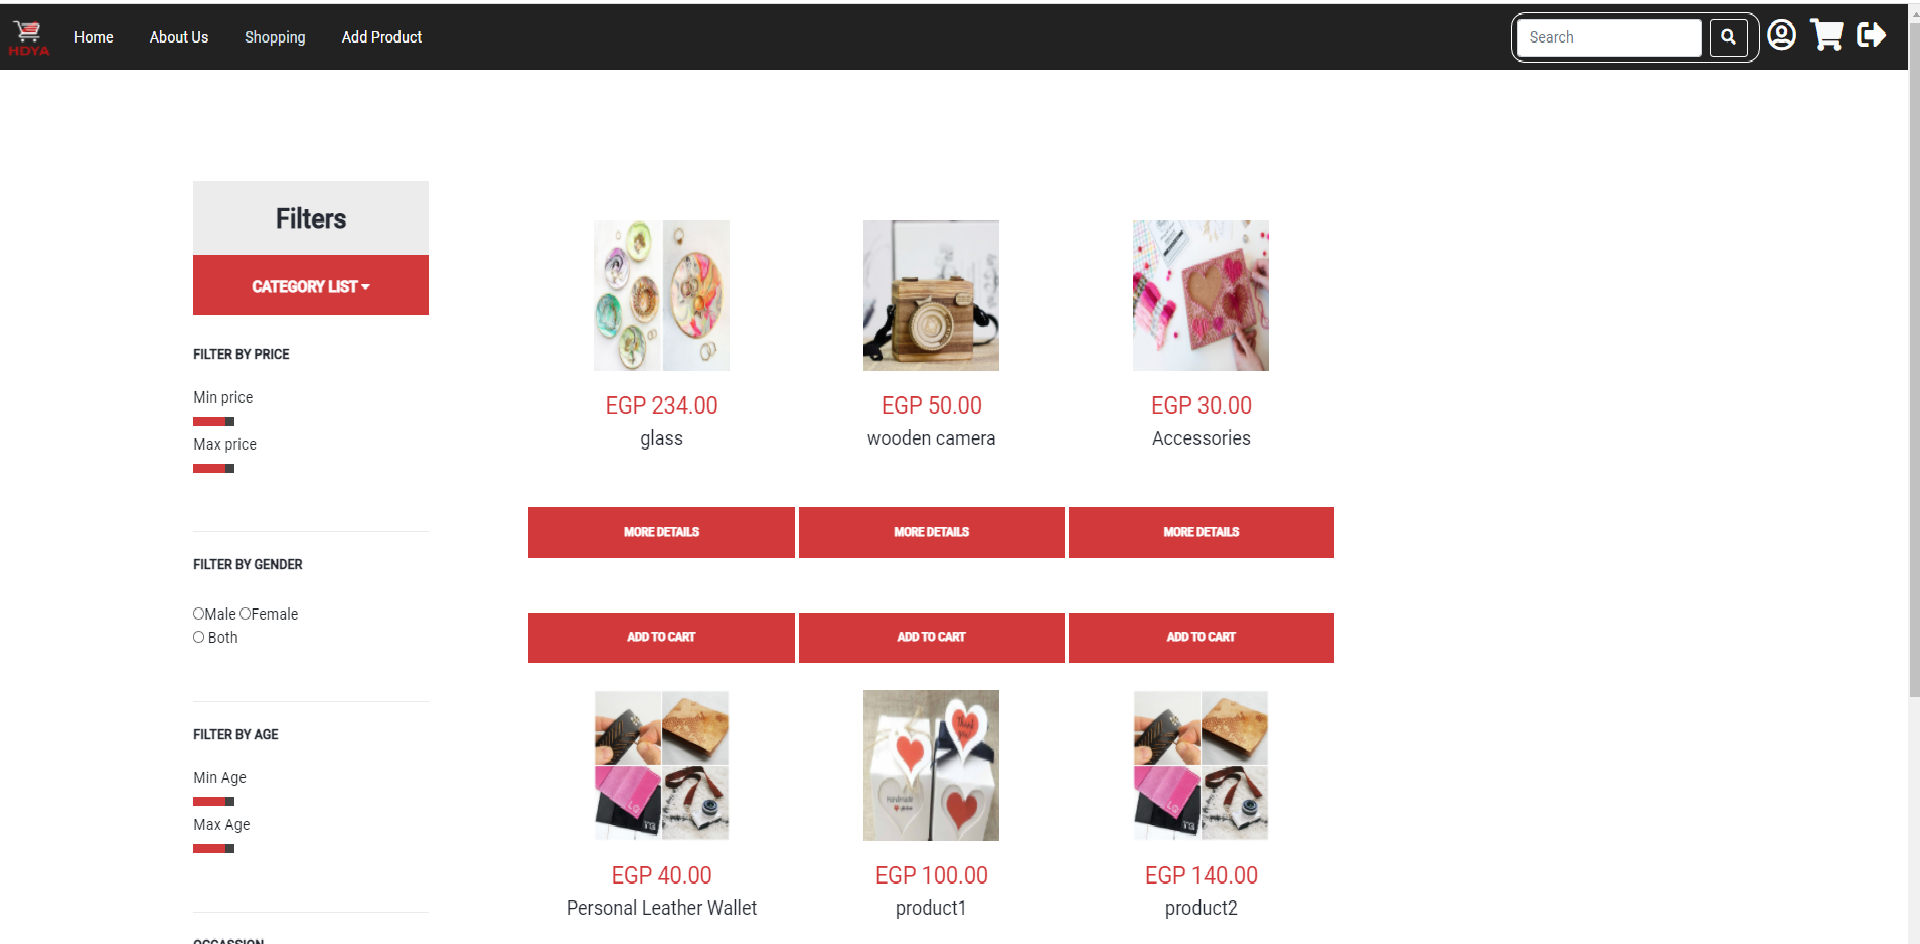 HDYA
Home About Us Shopping Add Product Search
Filters
CATEGORY LIST
FILTER BY PRICE
Min price
Max price
FILTER BY GENDER
Male Female
Both
FILTER BY AGE
Min Age
Max Age
OCCASSION
EGP 234.00 EGP 50.00 EGP 30.00
glass wooden camera Accessories
MORE DETAILS MORE DETAILS MORE DETAILS
ADD TO CART ADD TO CART ADD TO CART
EGP 40.00 EGP 100.00 EGP 140.00
Personal Leather Wallet product1 product2